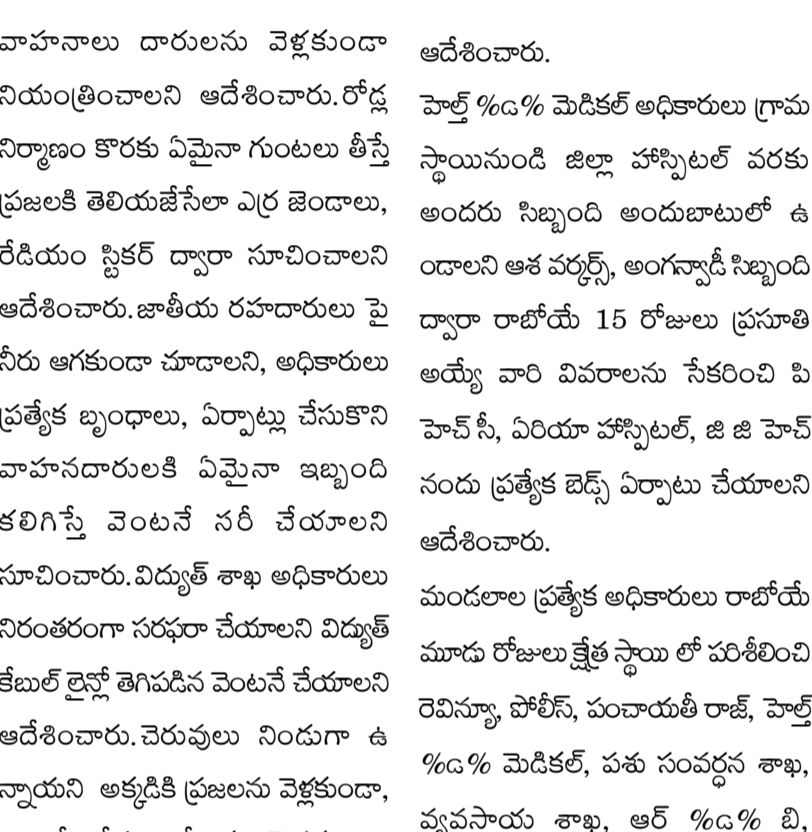 వాహనాలు దారులను వెళ్లకుండా
నియంత్రించాలని ఆదేశించారు.రోడ్ల
నిర్మాణం కొరకు ఏమైనా గుంటలు తీస్తే
ప్రజలకి తెలియజేసేలా ఎర్ర జెండాలు,
రేడియం స్టికర్ ద్వారా సూచించాలని
ఆదేశించారు.జాతీయ రహదారులు పై
నీరు ఆగకుండా చూడాలని, అధికారులు
ప్రత్యేక బృంధాలు, ఏర్పాట్లు చేసుకొని
వాహనదారులకి ఏమైనా ఇబ్బంది
కలిగిస్తే వెంటనే సరీ చేయాలని
సూచించారు.విద్యుత్ శాఖ అధికారులు
నిరంతరంగా సరఫరా చేయాలని విద్యుత్
కేబుల్ లైన్లో తెగిపడిన వెంటనే చేయాలని
ఆదేశించారు.చెరువులు నిండుగా ఉ
న్నాయని అక్కడికి ప్రజలను వెళ్లకుండా,
ఆదేశించారు.
హెల్త్ %డ% మెడికల్ అధికారులు గ్రామ
స్థాయినుండి జిల్లా హాస్పిటల్ వరకు
అందరు సిబ్బంది అందుబాటులో ఉ
ండాలని ఆశ వర్కర్స్, అంగన్వాడీ సిబ్బంది
ద్వారా రాబోయే 15 రోజులు ప్రసూతి
అయ్యే వారి వివరాలను సేకరించి పి
హెచ్ సీ, ఏరియా హాస్పిటల్, జి జి హెచ్
నందు ప్రత్యేక బెడ్స్ ఏర్పాటు చేయాలని
ఆదేశించారు.
మండలాల ప్రత్యేక అధికారులు రాబోయే
మూడు రోజులు క్షేత్ర స్థాయి లో పరిశీలించి
రెవిన్యూ, పోలీస్, పంచాయతీ రాజ్, హెల్త్
%డ% మెడికల్, పశు సంవర్ధన శాఖ,
వ్యవసాయ శాఖ, ఆర్ %డ% బి,